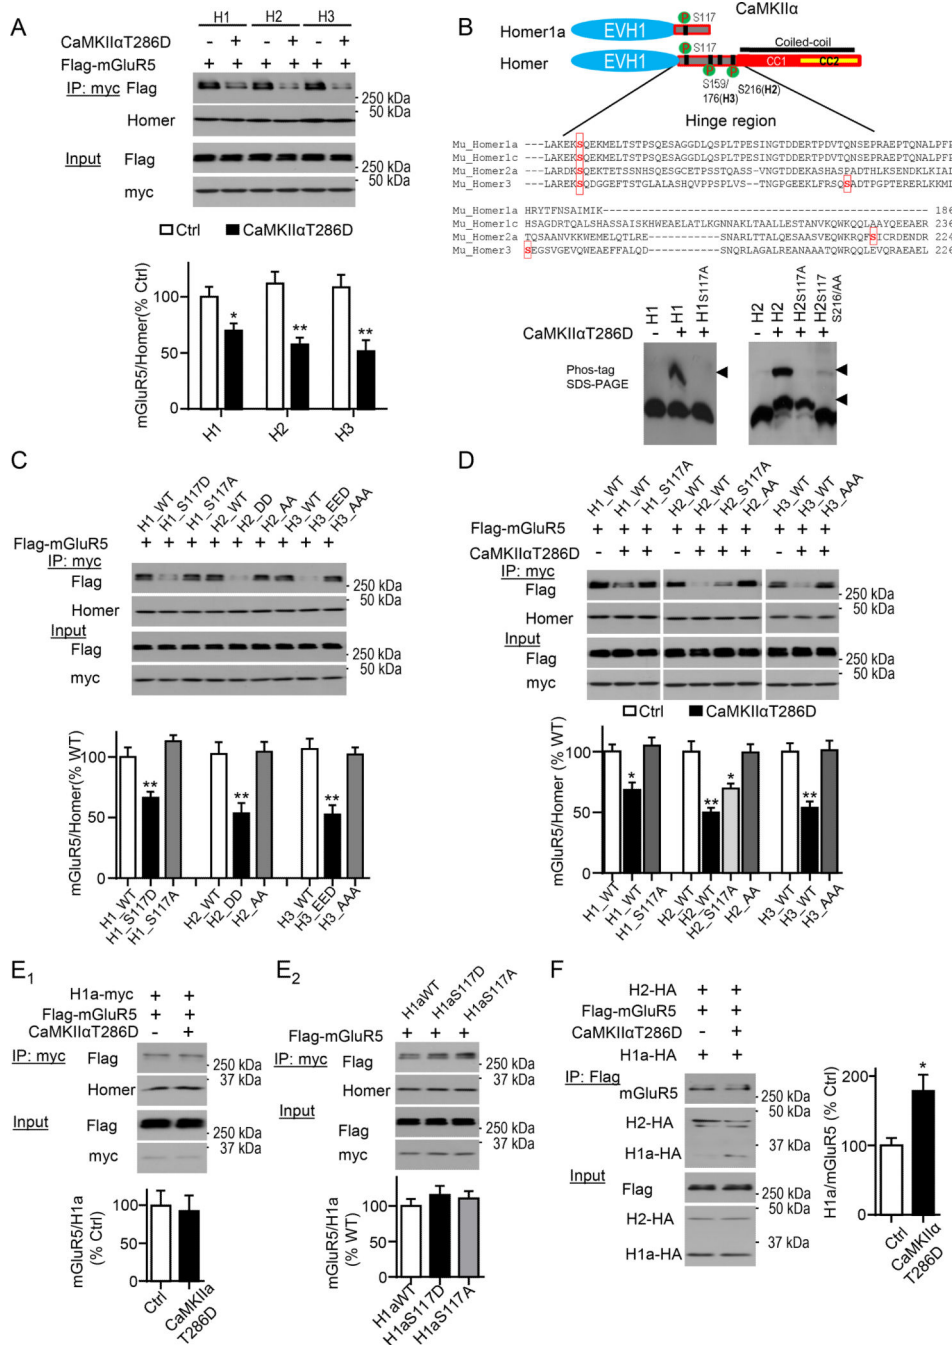 A
H1 H2 H3
CaMKIIαT286D - + - + - +
Flag-mGluR5 + + + + + +
IP: myc Flag
250 kDa
50 kDa
Homer
Input Flag
250 kDa
50 kDa
myc
Ctrl CaMKIIαT286D
mGluR5/Homer(% Ctrl)
100
50
0
* ** **
H1 H2 H3
B
CaMKIIα
Homer1a EVH1 P S117
Homer EVH1 P S117
Coiled-coil
CC1 CC2
P P
S159/
176(H3)
S216(H2)
Hinge region
Mu_Homer1a ---LAKEKSQEKMELTSTPSQESAGGDLQSPLTPESINGTDDERTPDVTQNSEPRAEPTQNALPFP
Mu_Homer1c ---LAKEKSQEKMELTSTPSQESAGGDLQSPLTPESINGTDDERTPDVTQNSEPRAEPTQNALPFP
Mu_Homer2a ---LARDKSQEKTETSSNHSQESGCETPSSTQASS-VNGTDDEKASHASPADTHLKSENDKLKIAL
Mu_Homer3 ---LAKEKSQDGGEFTSTGLALASHQVPPSPLVS--TNGPGEEKLFRSQSADTPGPTERERLKKML
Mu_Homer1a HRYTFNSAIMIK--------------------------------------------- 186
Mu_Homer1c HSAGDRTQALSHASSAISKHWEAELATLKGNNAKLTAALLESTANVKQWKQQLAAYQEEAER 236
Mu_Homer2a TQSAANVKKWEMELQTLRE------------SNARLTTALQESAASVEQWKRQFSICRDENDR 224
Mu_Homer3 SEGSVGEVQWEAEFFALQD------------SNAKLAGALREANAAATQWRQQLEVQRAEAEL 226
H1 H1 H1S117A
H2 H2 H2S117A H2S117
S216/AA
CaMKIIαT286D - + + - + + +
Phos-tag
SDS-PAGE
C
H1_WT H1_S117D H1_S117A H2_WT H2_DD H2_AA H3_WT H3_EED H3_AAA
Flag-mGluR5 + + + + + + + + +
IP: myc
Flag
250 kDa
50 kDa
Homer
Input
Flag
250 kDa
50 kDa
myc
mGluR5/Homer(% WT)
100
50
0
** ** **
H1_WT H1_S117D H1_S117A H2_WT H2_DD H2_AA H3_WT H3_EED H3_AAA
D
H1_WT H1_WT H1_S117A H2_WT H2_WT H2_S117A H2_AA H3_WT H3_WT H3_AAA
Flag-mGluR5 + + + + + + + + + +
CaMKIIαT286D - + + - + + + - + +
IP: myc
Flag
250 kDa
50 kDa
Homer
Input
Flag
250 kDa
50 kDa
myc
Ctrl CaMKIIαT286D
mGluR5/Homer (% WT)
100
50
0
* ** * **
H1_WT H1_WT H1_S117A H2_WT H2_WT H2_S117A H2_AA H3_WT H3_WT H3_AAA
E1
H1a-myc + +
Flag-mGluR5 + +
CaMKIIαT286D - +
IP: myc Flag
250 kDa
37 kDa
Homer
Input Flag
250 kDa
37 kDa
myc
mGluR5/H1a
(% Ctrl)
100
0
Ctrl CaMKIIa
T286D
E2
H1aWT H1aS117D H1aS117A
Flag-mGluR5 + + +
IP: myc Flag
250 kDa
37 kDa
Homer
Input
Flag
250 kDa
37 kDa
myc
mGluR5/H1a
(% WT)
100
0
H1aWT H1aS117D H1aS117A
F
H2-HA + +
Flag-mGluR5 + +
CaMKIIαT286D - +
H1a-HA + +
IP: Flag
mGluR5
250 kDa
50 kDa
H2-HA
37 kDa
H1a-HA
Input
Flag
250 kDa
50 kDa
H2-HA
37 kDa
H1a-HA
H1a/mGluR5 (% Ctrl)
200
100
0
*
Ctrl CaMKIIα
T286D